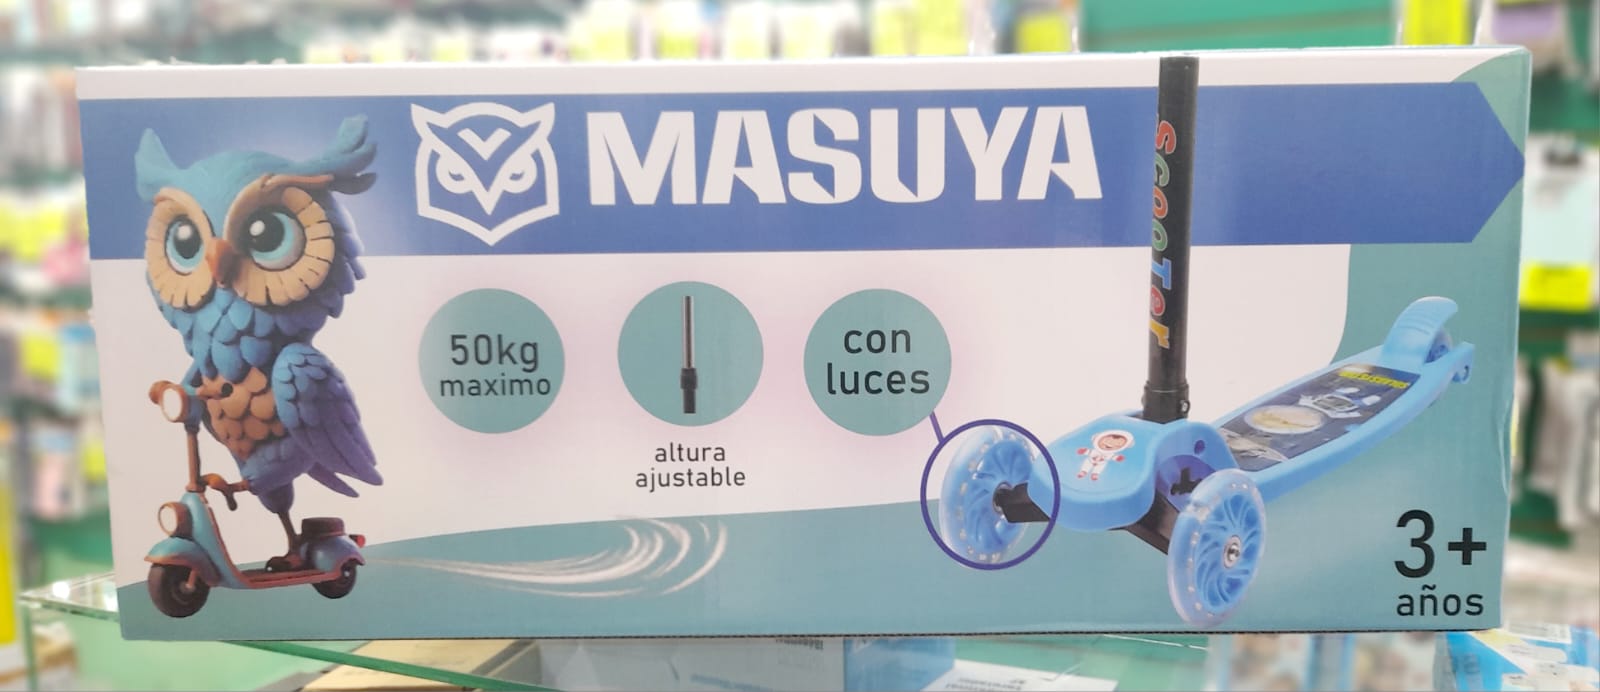 MASUYA
scooter
50kg
maximo
altura
ajustable
con
luces
3+
años